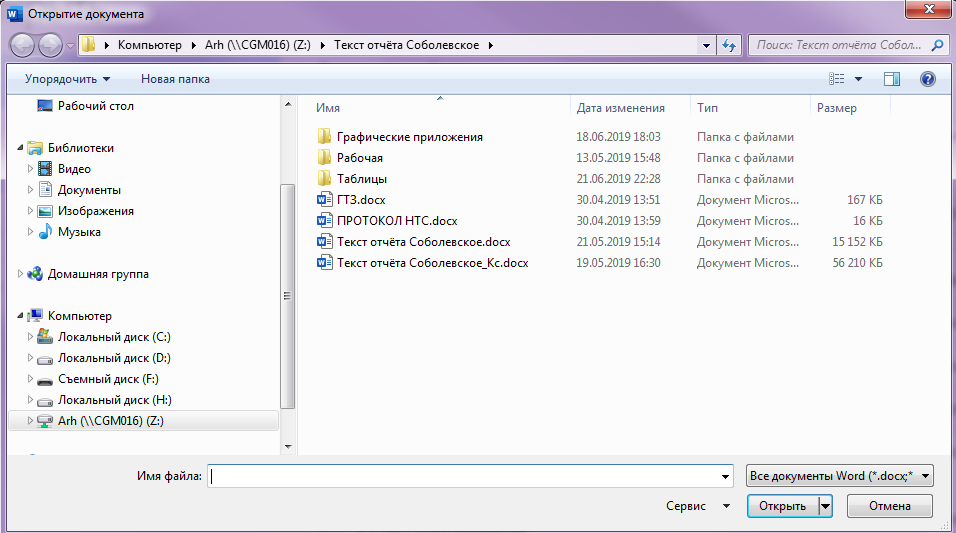 Открытие документа
Компьютер Arh (\\CGM016) (Z:) Текст отчёта Соболевское
Поиск: Текст отчёта Собол...
Упорядочить Новая папка
Рабочий стол
Библиотеки
Видео
Документы
Изображения
Музыка
Домашняя группа
Компьютер
Локальный диск (C:)
Локальный диск (D:)
Съемный диск (F:)
Локальный диск (H:)
Arh (\\CGM016) (Z:)
Имя Дата изменения Тип Размер
Графические приложения 18.06.2019 18:03 Папка с файлами
Рабочая 13.05.2019 15:48 Папка с файлами
Таблицы 21.06.2019 22:28 Папка с файлами
ГТЗ.docx 30.04.2019 13:51 Документ Micros... 167 КБ
ПРОТОКОЛ НТС.docx 30.04.2019 13:59 Документ Micros... 16 КБ
Текст отчёта Соболевское.docx 21.05.2019 15:14 Документ Micros... 15 152 КБ
Текст отчёта Соболевское_Кс.docx 19.05.2019 16:30 Документ Micros... 56 210 КБ
Имя файла:
Все документы Word (*.docx;*
Сервис Открыть Отмена